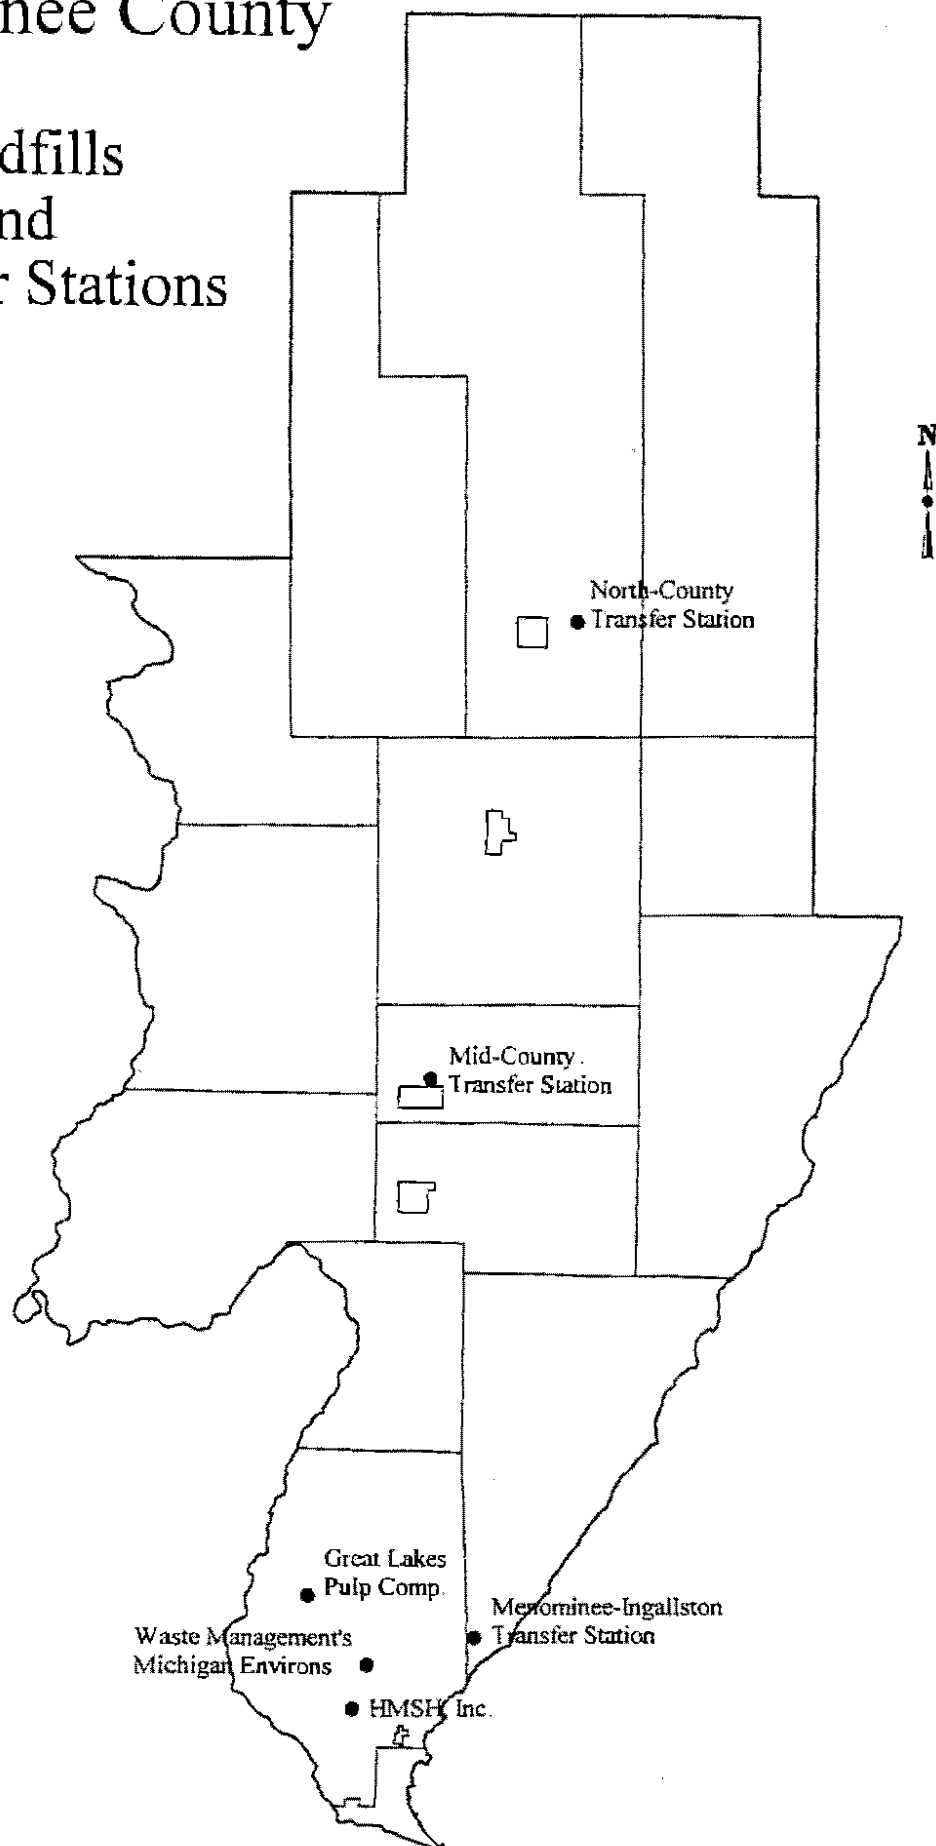 nee County
dfills
nd
r Stations
N
North-County
Transfer Station
Mid-County.
Transfer Station
Great Lakes
Pulp Comp.
Menominee-Ingallston
Transfer Station
Waste Management's
Michigan Environs
HMSH, Inc.